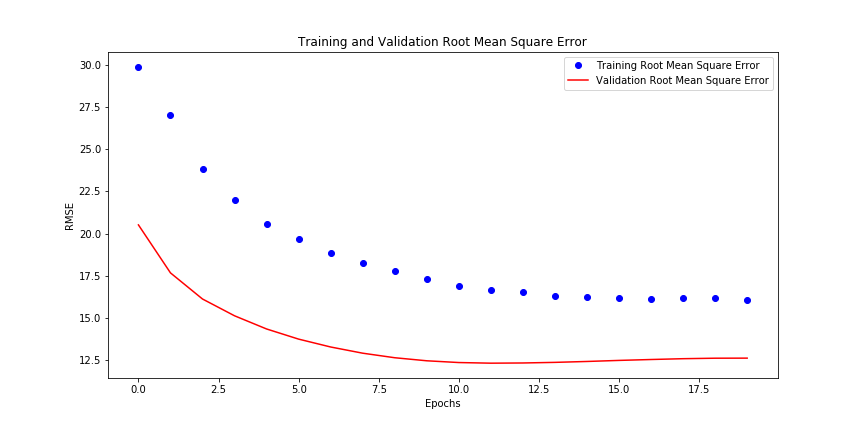 Training and Validation Root Mean Square Error
Training Root Mean Square Error
Validation Root Mean Square Error
RMSE
30.0
27.5
25.0
22.5
20.0
17.5
15.0
12.5
0.0 2.5 5.0 7.5 10.0 12.5 15.0 17.5
Epochs